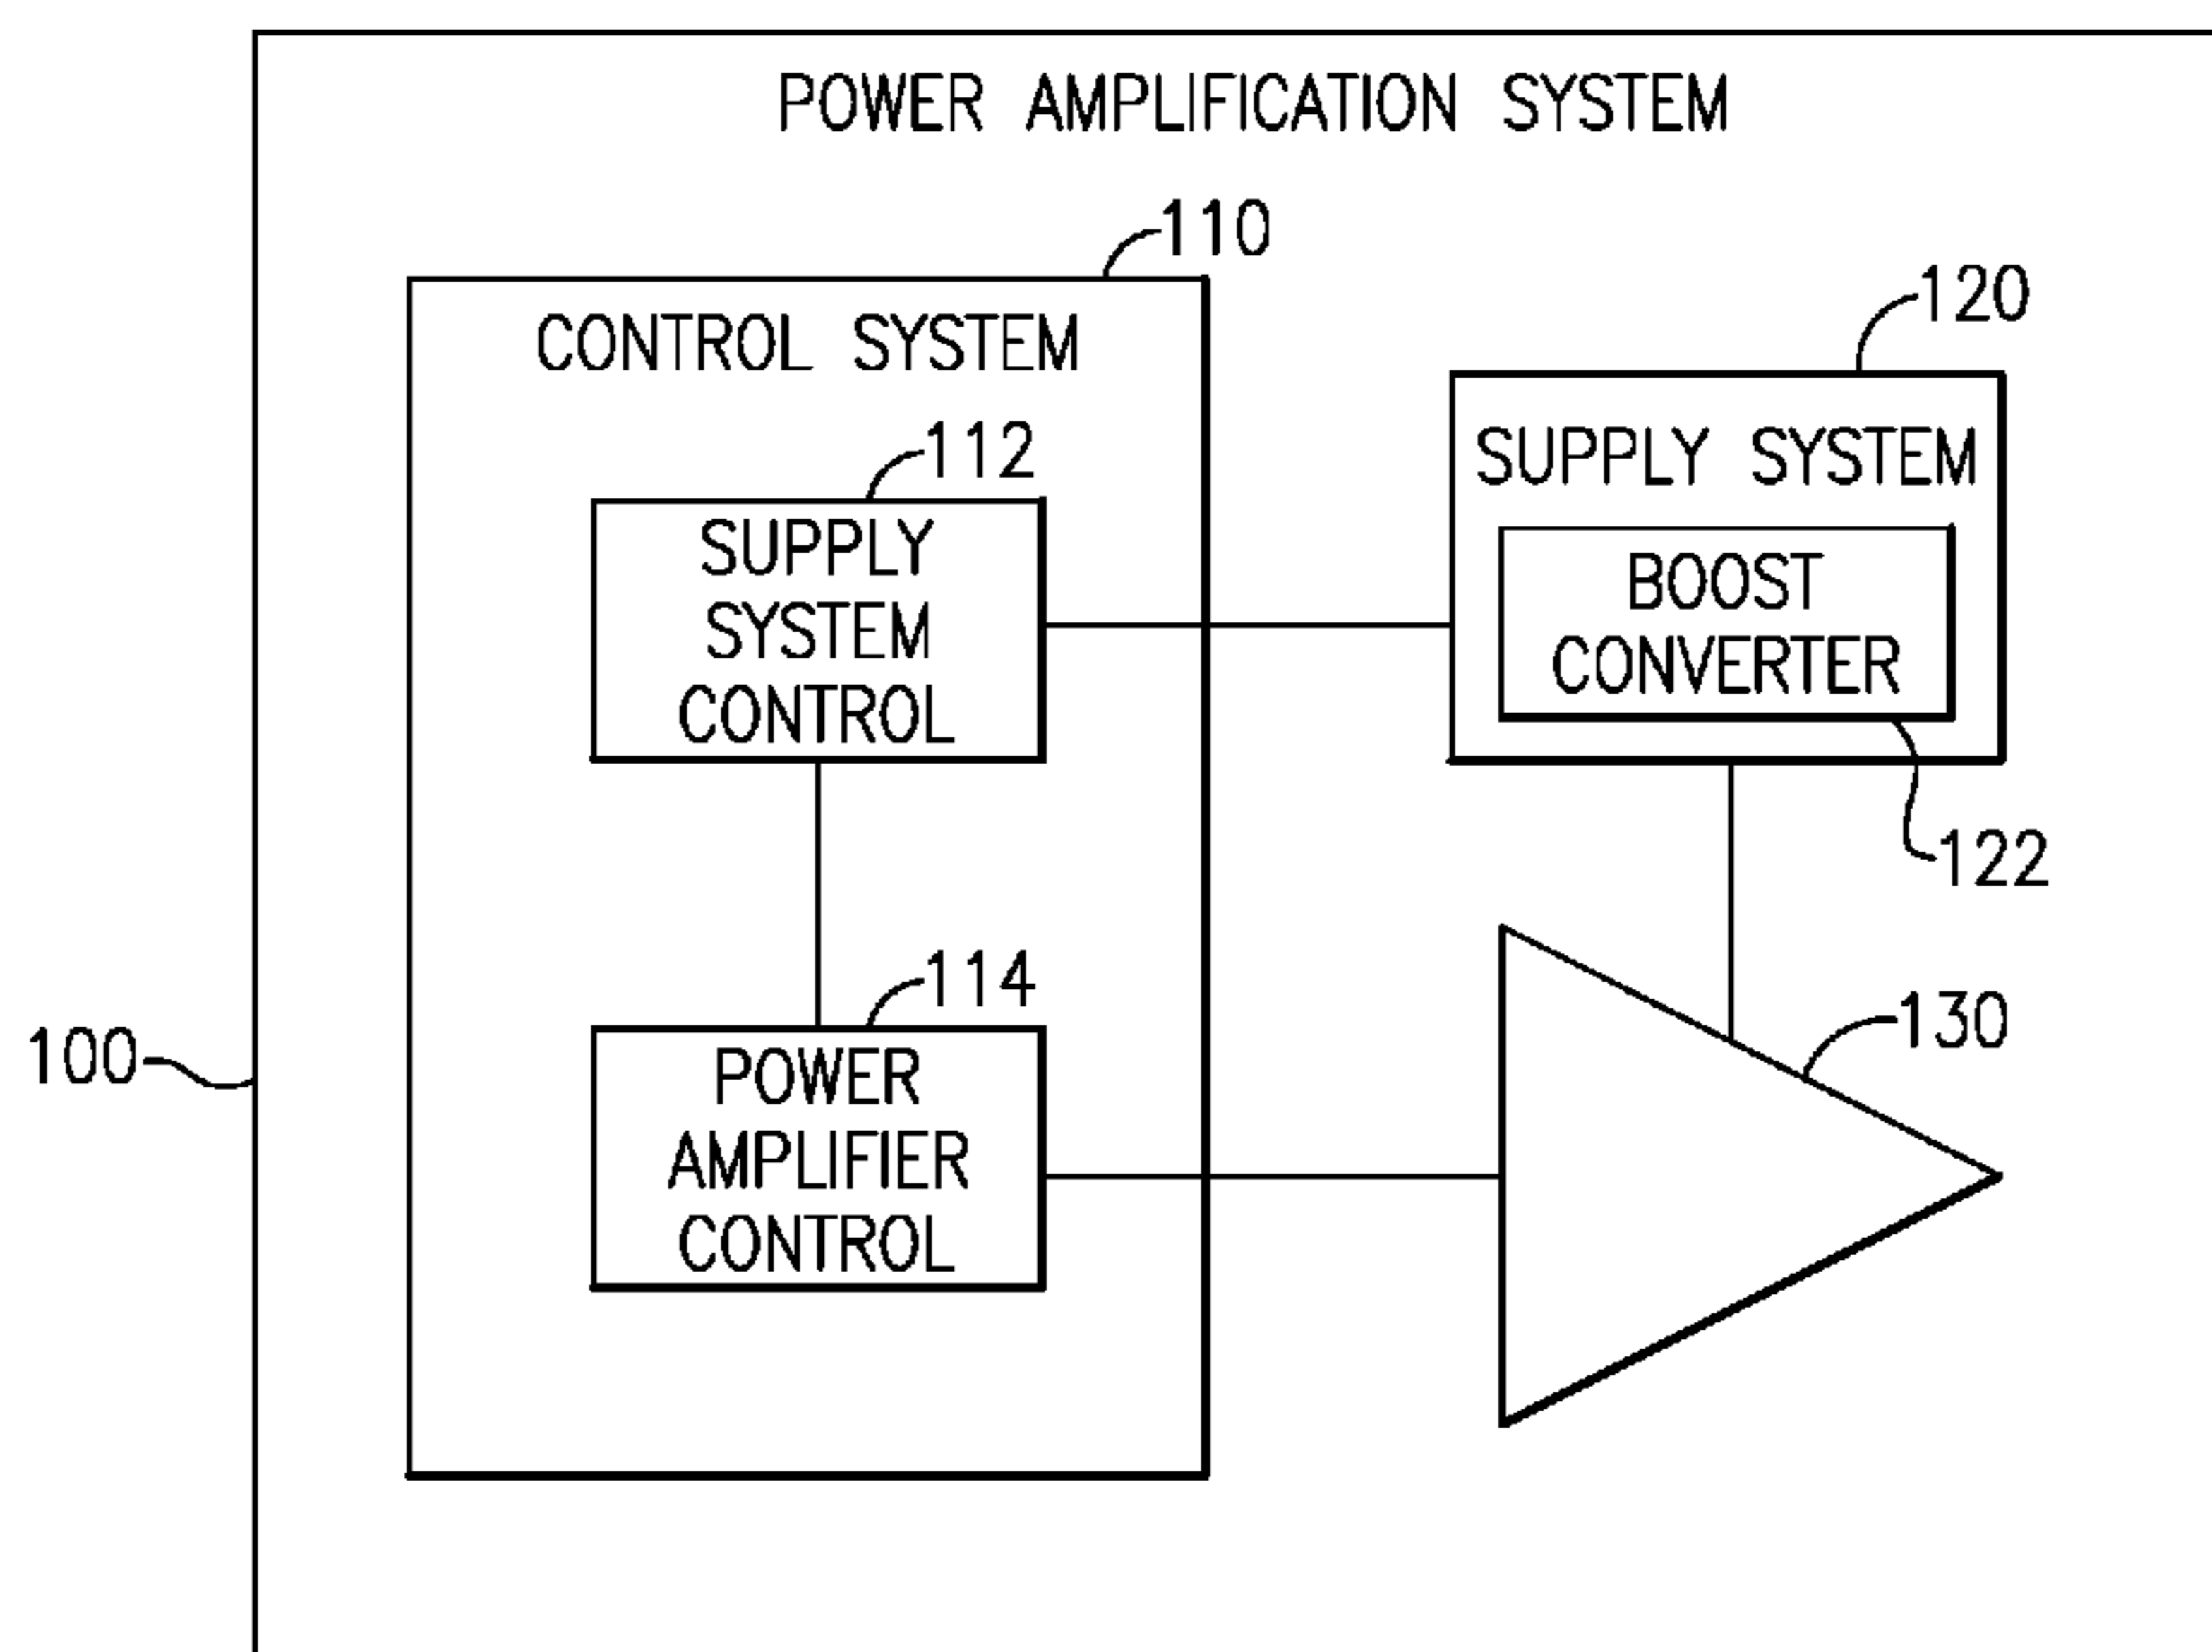 POWER AMPLIFICATION SYSTEM
110
CONTROL SYSTEM
120
SUPPLY SYSTEM
112
SUPPLY
SYSTEM
CONTROL
BOOST
CONVERTER
122
114
POWER
AMPLIFIER
CONTROL
130
100